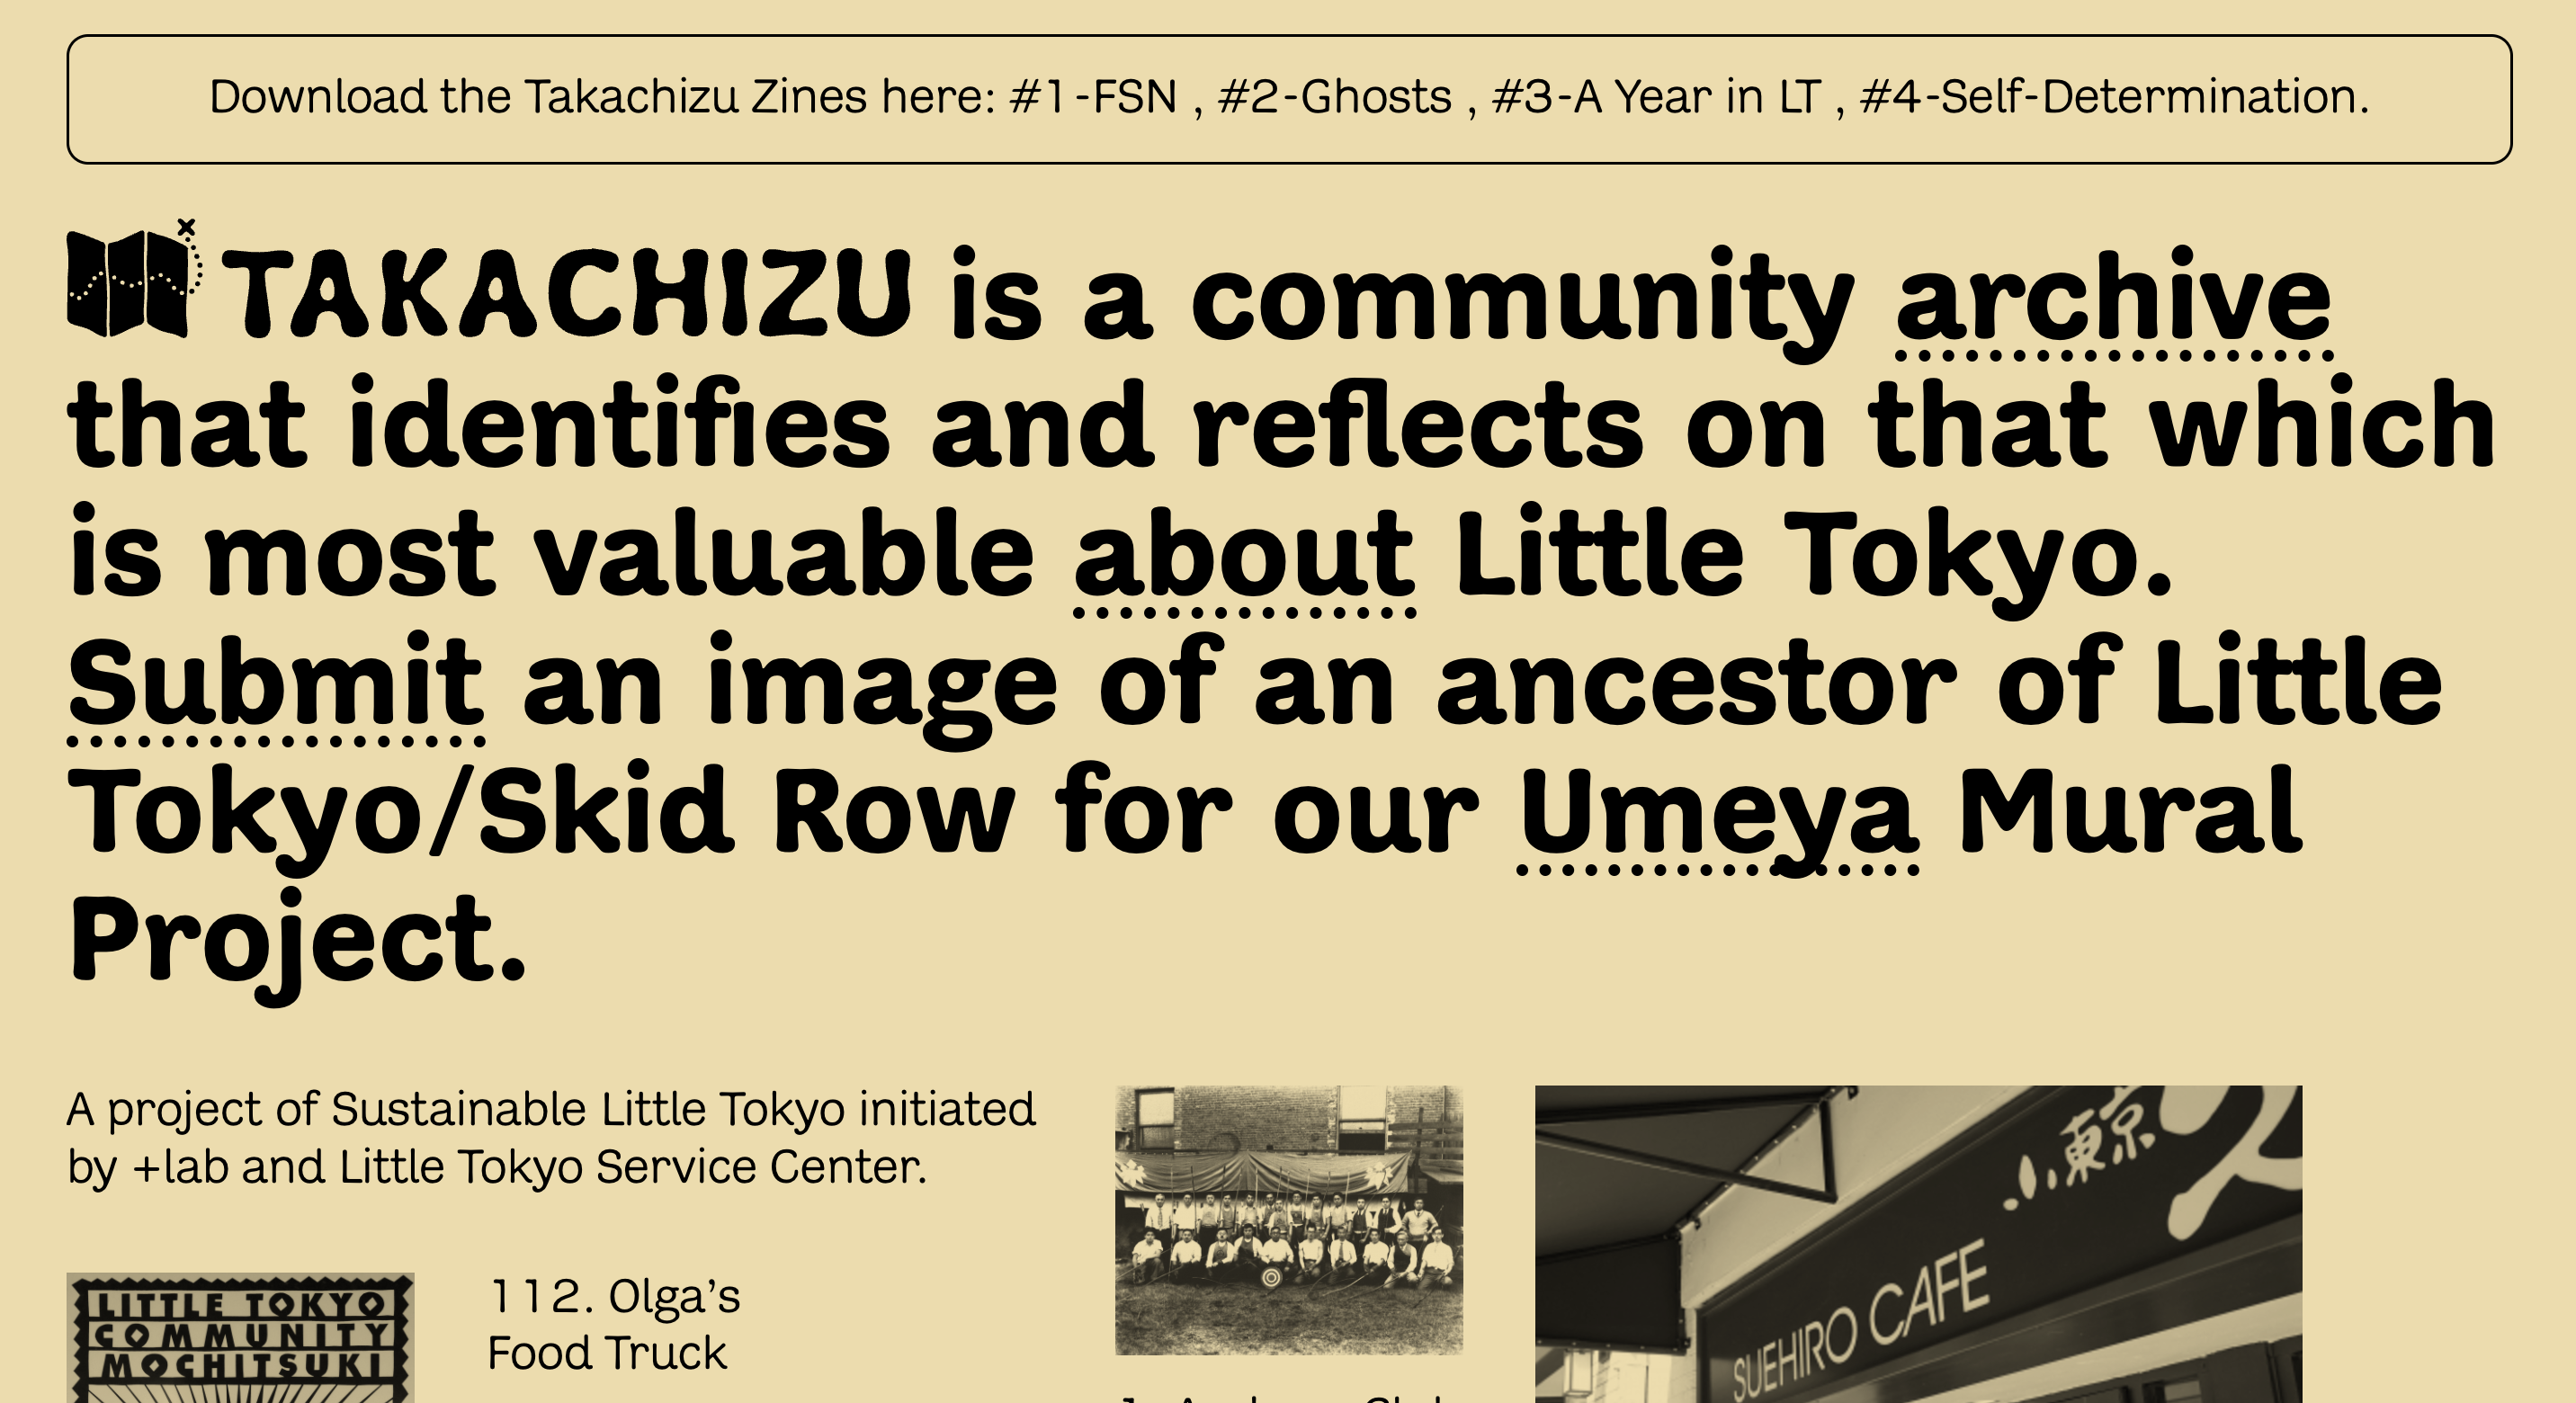 Download the Takachizu Zines here: #1-FSN , #2-Ghosts , #3-A Year in LT , #4-Self-Determination.
TAKACHIZU is a community archive
that identifies and reflects on that which
is most valuable about Little Tokyo.
Submit an image of an ancestor of Little
Tokyo/Skid Row for our Umeya Mural
Project.
A project of Sustainable Little Tokyo initiated
by +lab and Little Tokyo Service Center.
LITTLE TOKYO
COMMUNITY
MOCHITSUKI
112. Olga's
Food Truck
小東京
SUEHIRO CAFE